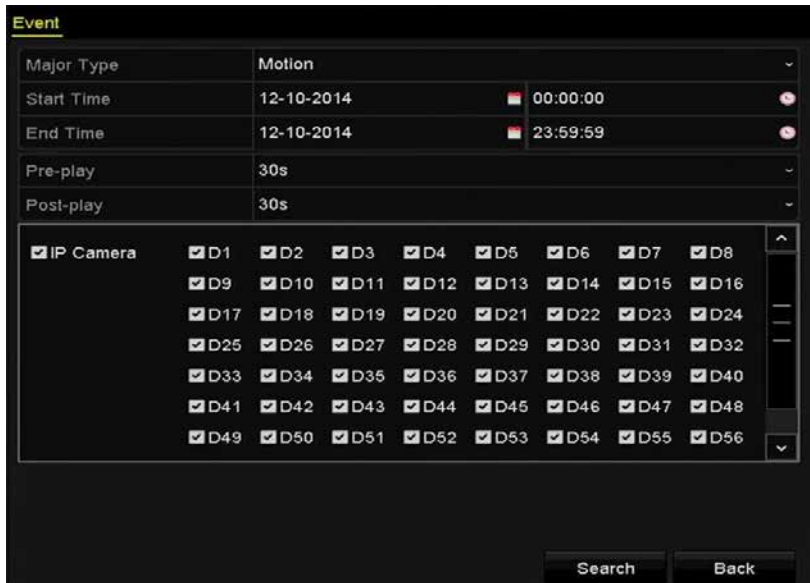 Event
Major Type Motion
Start Time 12-10-2014 00:00:00
End Time 12-10-2014 23:59:59
Pre-play 30s
Post-play 30s
IP Camera D1 D2 D3 D4 D5 D6 D7 D8
D9 D10 D11 D12 D13 D14 D15 D16
D17 D18 D19 D20 D21 D22 D23 D24
D25 D26 D27 D28 D29 D30 D31 D32
D33 D34 D35 D36 D37 D38 D39 D40
D41 D42 D43 D44 D45 D46 D47 D48
D49 D50 D51 D52 D53 D54 D55 D56
Search Back